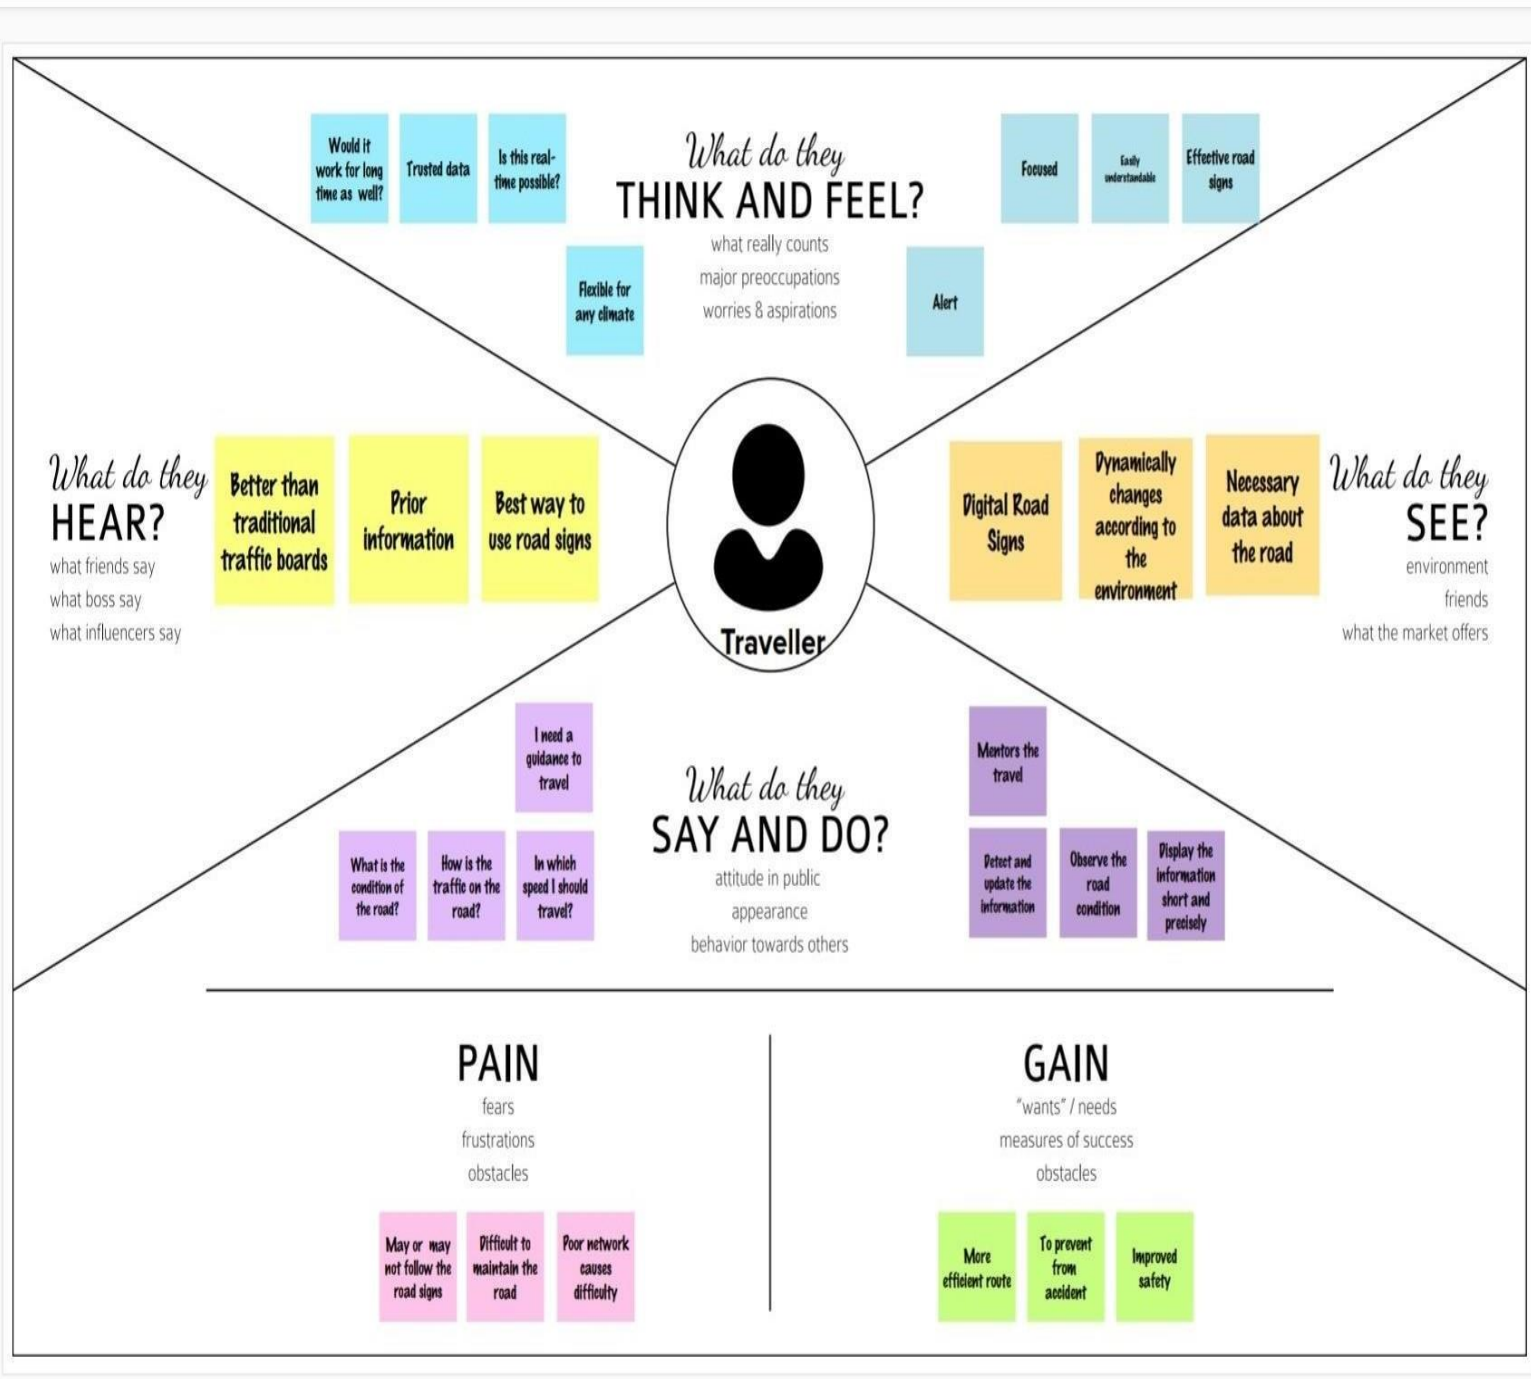 Would it
work for long
time as well?
Trusted data
Is this real-
time possible?
Flexible for
any climate
What do they
THINK AND FEEL?
what really counts
major preoccupations
worries & aspirations
Focused
Easily
understandable
Effective road
signs
Alert
What do they
HEAR?
what friends say
what boss say
what influencers say
Better than
traditional
traffic boards
Prior
information
Best way to
use road signs
Traveller
Digital Road
Signs
Dynamically
changes
according to
the
environment
Necessary
data about
the road
What do they
SEE?
environment
friends
what the market offers
I need a
guidance to
travel
What is the
condition of
the road?
How is the
traffic on the
road?
In which
speed I should
travel?
What do they
SAY AND DO?
attitude in public
appearance
behavior towards others
Mentors the
travel
Detect and
update the
information
Observe the
road
condition
Display the
information
short and
precisely
PAIN
fears
frustrations
obstacles
May or may
not follow the
road signs
Difficult to
maintain the
road
Poor network
causes
difficulty
GAIN
"wants" / needs
measures of success
obstacles
More
efficient route
To prevent
from
accident
Improved
safety